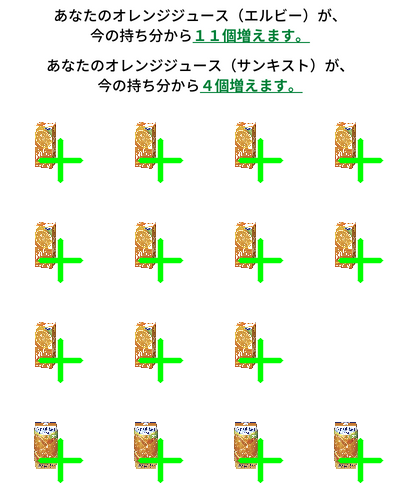 あなたのオレンジジュース（エルビー）が、
今の持ち分から１１個増えます。
あなたのオレンジジュース（サンキスト）が、
今の持ち分から４個増えます。